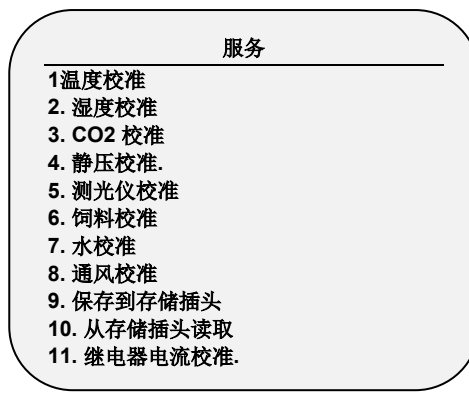 服务
1温度校准
2. 湿度校准
3. CO2 校准
4. 静压校准.
5. 测光仪校准
6. 饲料校准
7. 水校准
8. 通风校准
9. 保存到存储插头
10. 从存储插头读取
11. 继电器电流校准.